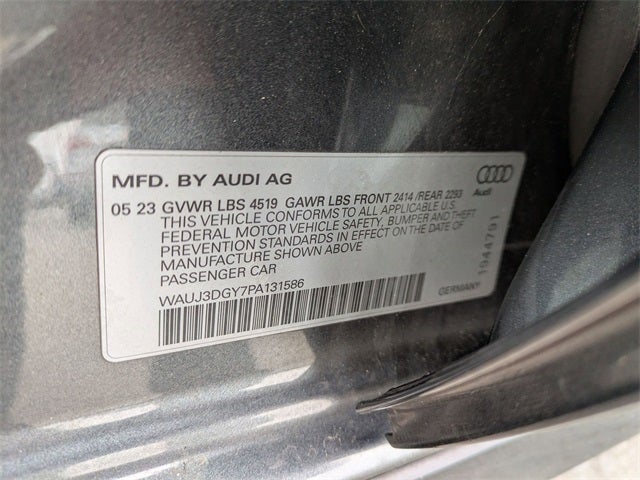 MFD. BY AUDI AG
Audi
05 23 GVWR LBS 4519 GAWR LBS FRONT 2414 /REAR 2293
THIS VEHICLE CONFORMS TO ALL APPLICABLE U.S.
FEDERAL MOTOR VEHICLE SAFETY, BUMPER AND THEFT
PREVENTION STANDARDS IN EFFECT ON THE DATE OF
MANUFACTURE SHOWN ABOVE
PASSENGER CAR
WAUJ3DGY7PA131586
GERMANY
1944791